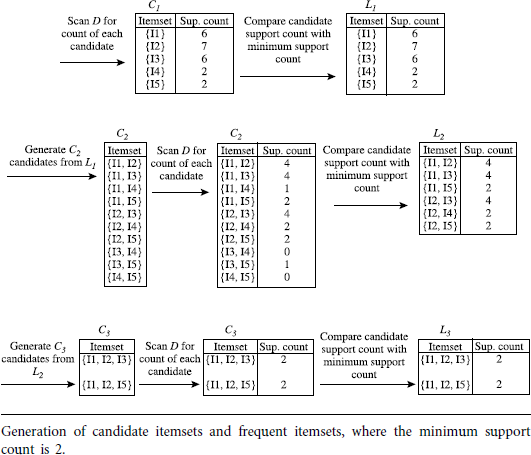 C1
L1
Scan D for
count of each
candidate
Itemset Sup. count
{I1} 6
{I2} 7
{I3} 6
{I4} 2
{I5} 2
Compare candidate
support count with
minimum support
count
Itemset Sup. count
{I1} 6
{I2} 7
{I3} 6
{I4} 2
{I5} 2
Generate C2
candidates from L1
C2
Itemset
{I1, I2}
{I1, I3}
{I1, I4}
{I1, I5}
{I2, I3}
{I2, I4}
{I2, I5}
{I3, I4}
{I3, I5}
{I4, I5}
Scan D for
count of each
candidate
C2
Itemset Sup. count
{I1, I2} 4
{I1, I3} 4
{I1, I4} 1
{I1, I5} 2
{I2, I3} 4
{I2, I4} 2
{I2, I5} 2
{I3, I4} 0
{I3, I5} 1
{I4, I5} 0
Compare candidate
support count with
minimum support
count
L2
Itemset Sup. count
{I1, I2} 4
{I1, I3} 4
{I1, I5} 2
{I2, I3} 4
{I2, I4} 2
{I2, I5} 2
Generate C3
candidates from
L2
C3
Itemset
{I1, I2, I3}
{I1, I2, I5}
Scan D for
count of each
candidate
C3
Itemset Sup. count
{I1, I2, I3} 2
{I1, I2, I5} 2
Compare candidate
support count with
minimum support
count
L3
Itemset Sup. count
{I1, I2, I3} 2
{I1, I2, I5} 2
Generation of candidate itemsets and frequent itemsets, where the minimum support
count is 2.